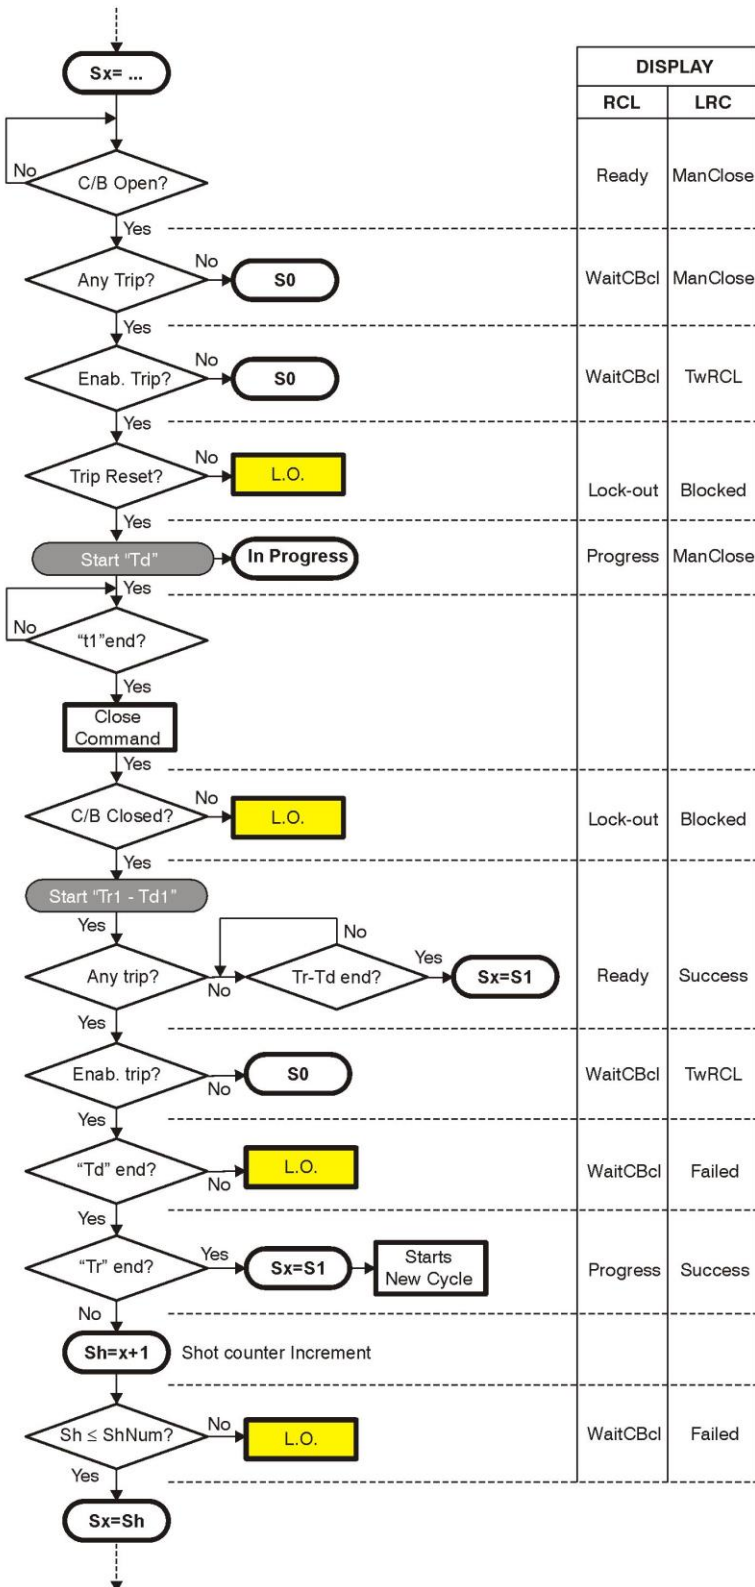 Sx= ...
DISPLAY
RCL LRC
No
C/B Open?
Ready ManClose
Yes
Any Trip?
No
S0
WaitCBcl ManClose
Yes
Enab. Trip?
No
S0
WaitCBcl TwRCL
Yes
Trip Reset?
No
L.O.
Lock-out Blocked
Yes
Start "Td"
In Progress
Progress ManClose
Yes
No
"t1"end?
Yes
Close
Command
Yes
C/B Closed?
No
L.O.
Lock-out Blocked
Yes
Start "Tr1 - Td1"
Yes
No
Any trip?
No
Tr-Td end?
Yes
Sx=S1
Ready Success
Yes
Enab. trip?
No
S0
WaitCBcl TwRCL
Yes
"Td" end?
No
L.O.
WaitCBcl Failed
Yes
"Tr" end?
Yes
Sx=S1
Starts
New Cycle
Progress Success
No
Sh=x+1
Shot counter Increment
Sh ≤ ShNum?
No
L.O.
WaitCBcl Failed
Yes
Sx=Sh